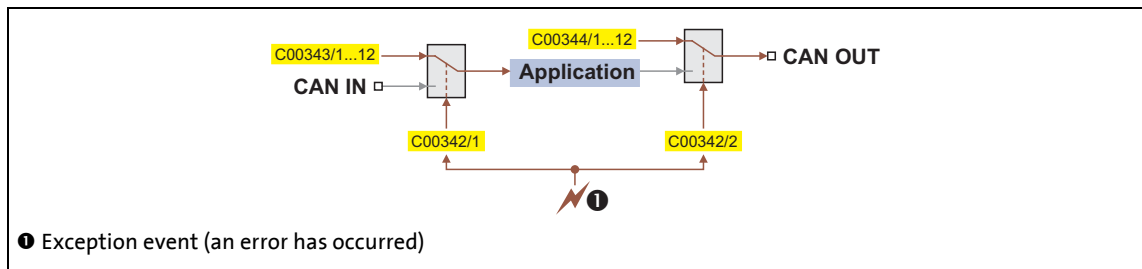 C00344/1...12
C00343/1...12
CAN OUT
Application
CAN IN
C00342/1
C00342/2
❶
❶ Exception event (an error has occurred)